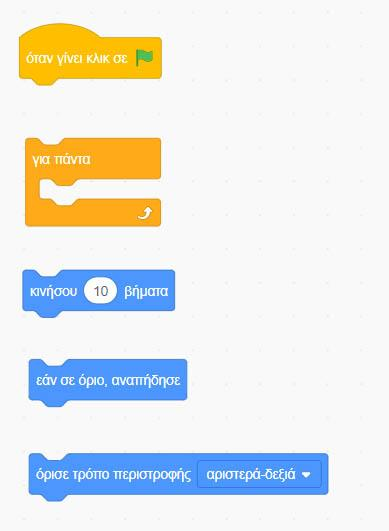 όταν γίνει κλικ σε
για πάντα
κινήσου 10 βήματα
εάν σε όριο, αναπήδησε
όρισε τρόπο περιστροφής αριστερά-δεξιά